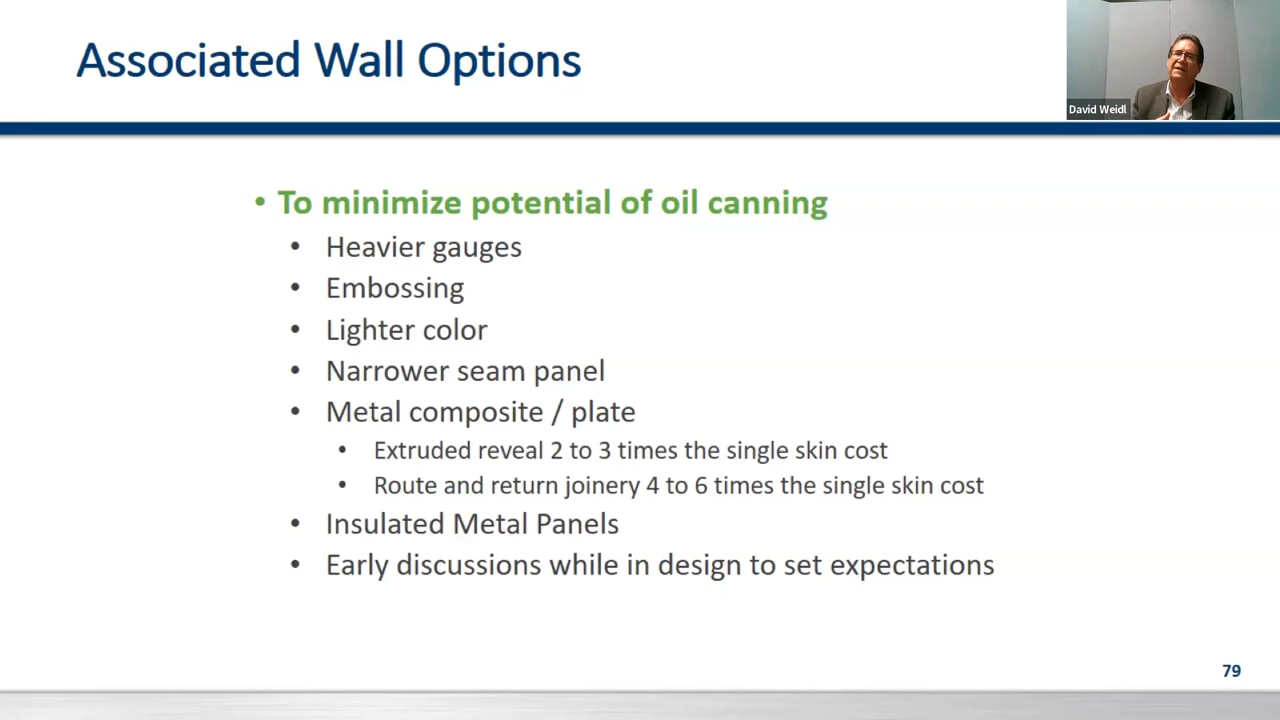 Associated Wall Options
David Weidl
• To minimize potential of oil canning
• Heavier gauges
• Embossing
• Lighter color
• Narrower seam panel
• Metal composite / plate
• Extruded reveal 2 to 3 times the single skin cost
• Route and return joinery 4 to 6 times the single skin cost
• Insulated Metal Panels
• Early discussions while in design to set expectations
79